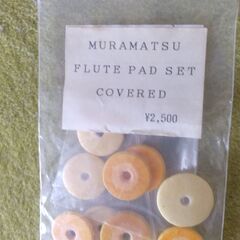 MURAMATSU
FLUTE PAD SET
COVERED
¥2,500